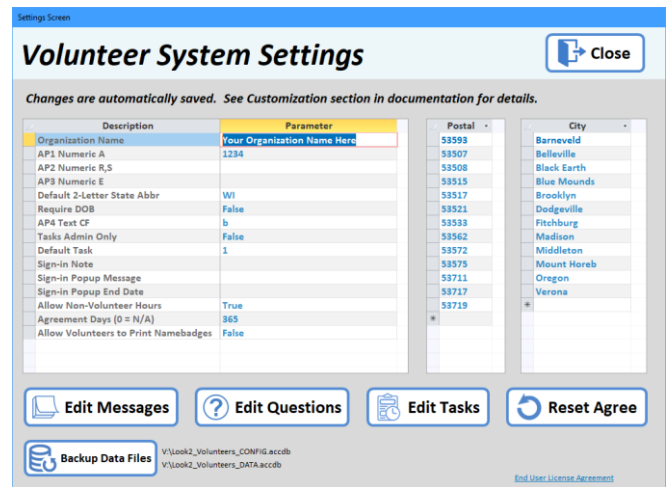 Settings Screen
Volunteer System Settings
Close
Changes are automatically saved. See Customization section in documentation for details.
Description Parameter
Organization Name Your Organization Name Here
AP1 Numeric A 1234
AP2 Numeric R,S
AP3 Numeric E
Default 2-Letter State Abbr WI
Require DOB False
AP4 Text CF b
Tasks Admin Only False
Default Task 1
Sign-in Note
Sign-in Popup Message
Sign-in Popup End Date
Allow Non-Volunteer Hours True
Agreement Days (0 = N/A) 365
Allow Volunteers to Print Namebadges False
Postal
53593
53507
53508
53515
53517
53521
53533
53562
53572
53575
53711
53717
53719
*
City
Barneveld
Belleville
Black Earth
Blue Mounds
Brooklyn
Dodgeville
Fitchburg
Madison
Middleton
Mount Horeb
Oregon
Verona
*
Edit Messages
? Edit Questions
Edit Tasks
Reset Agree
Backup Data Files
V:\Look2_Volunteers_CONFIG.accdb
V:\Look2_Volunteers_DATA.accdb
End User License Agreement